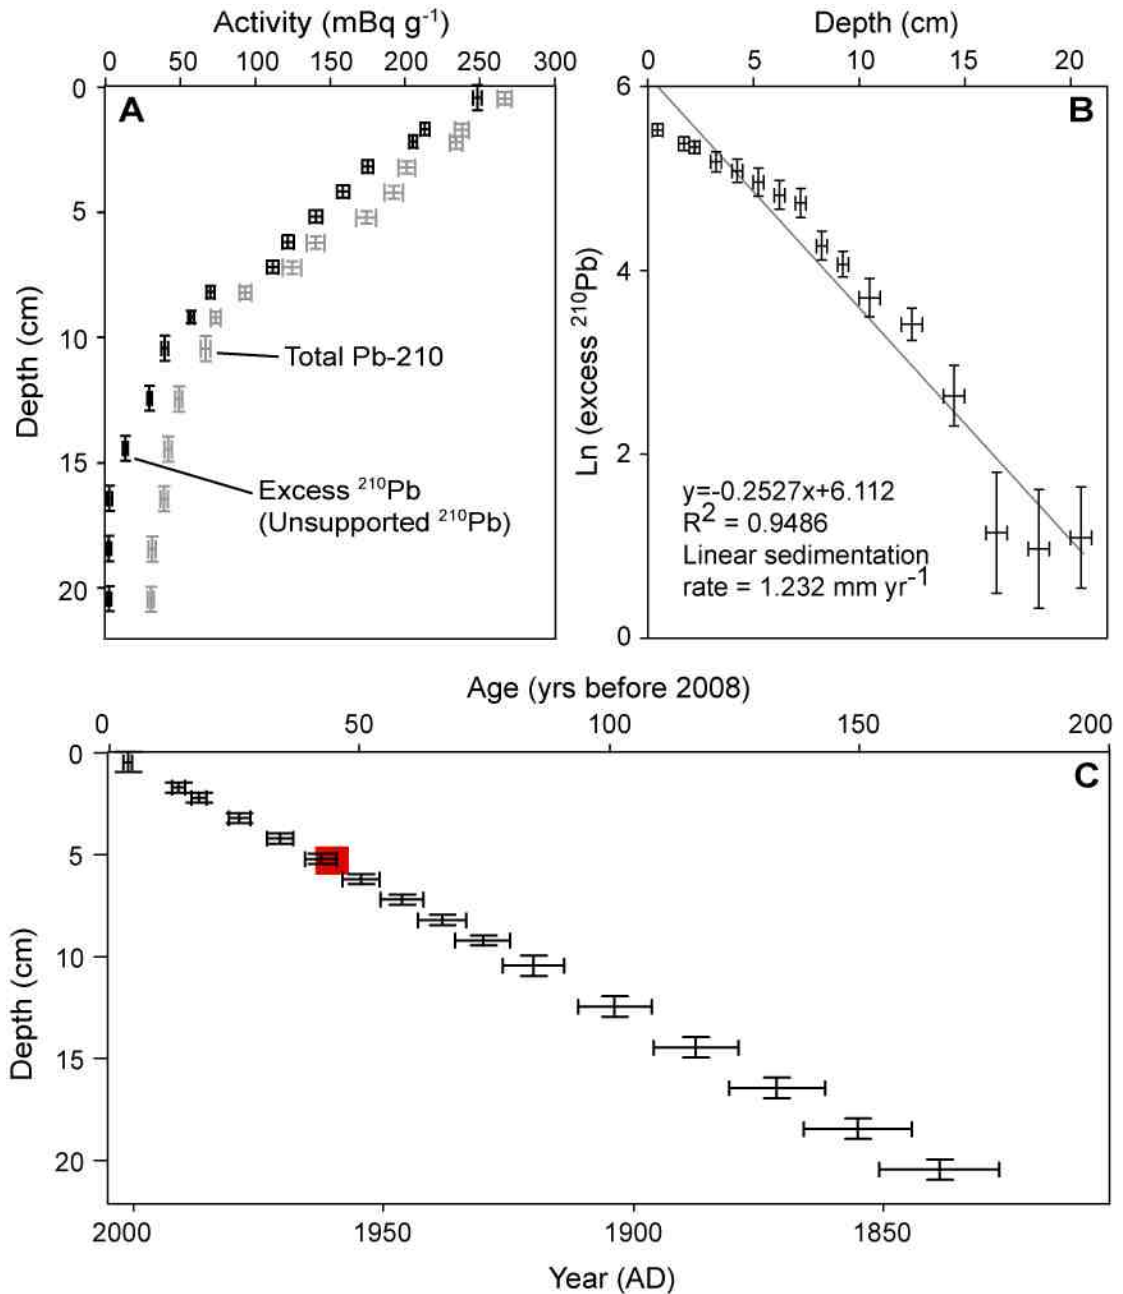 Activity (mBq g⁻¹)
0 50 100 150 200 250 300
A
0
5
10
15
20
Depth (cm)
Total Pb-210
Excess ²¹⁰Pb
(Unsupported ²¹⁰Pb)
Depth (cm)
0 5 10 15 20
B
6
4
2
0
Ln (excess ²¹⁰Pb)
y=-0.2527x+6.112
R² = 0.9486
Linear sedimentation
rate = 1.232 mm yr⁻¹
Age (yrs before 2008)
0 50 100 150 200
C
0
5
10
15
20
Depth (cm)
2000 1950 1900 1850
Year (AD)